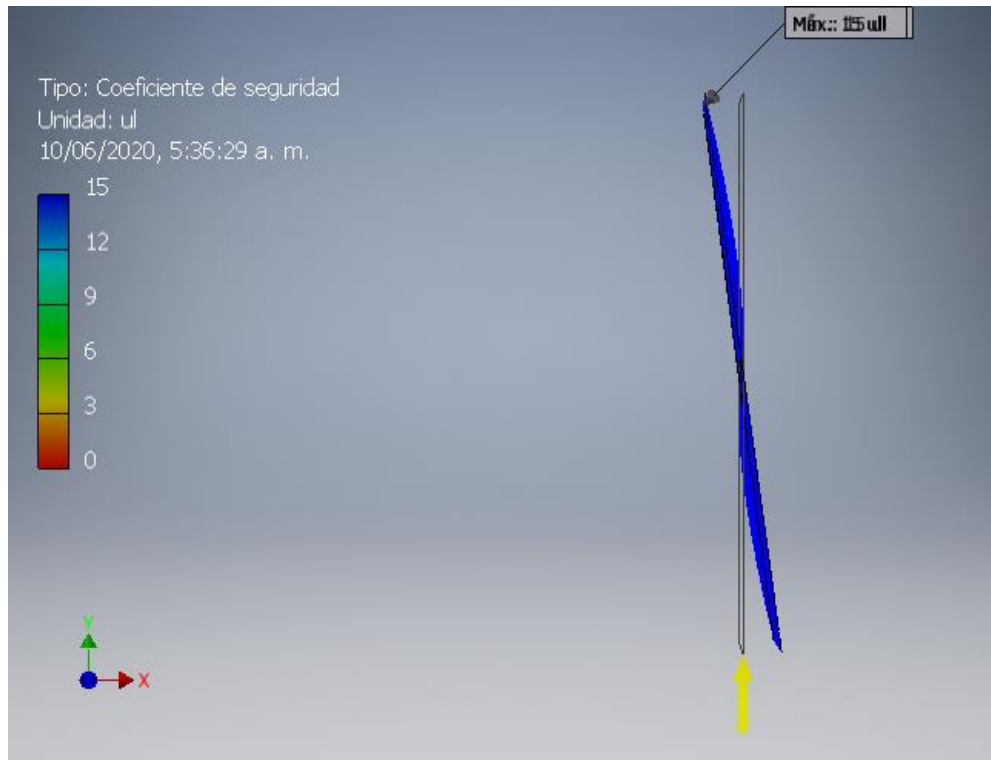 Tipo: Coeficiente de seguridad
Unidad: ul
10/06/2020, 5:36:29 a. m.
15
12
9
6
3
0
Y
X